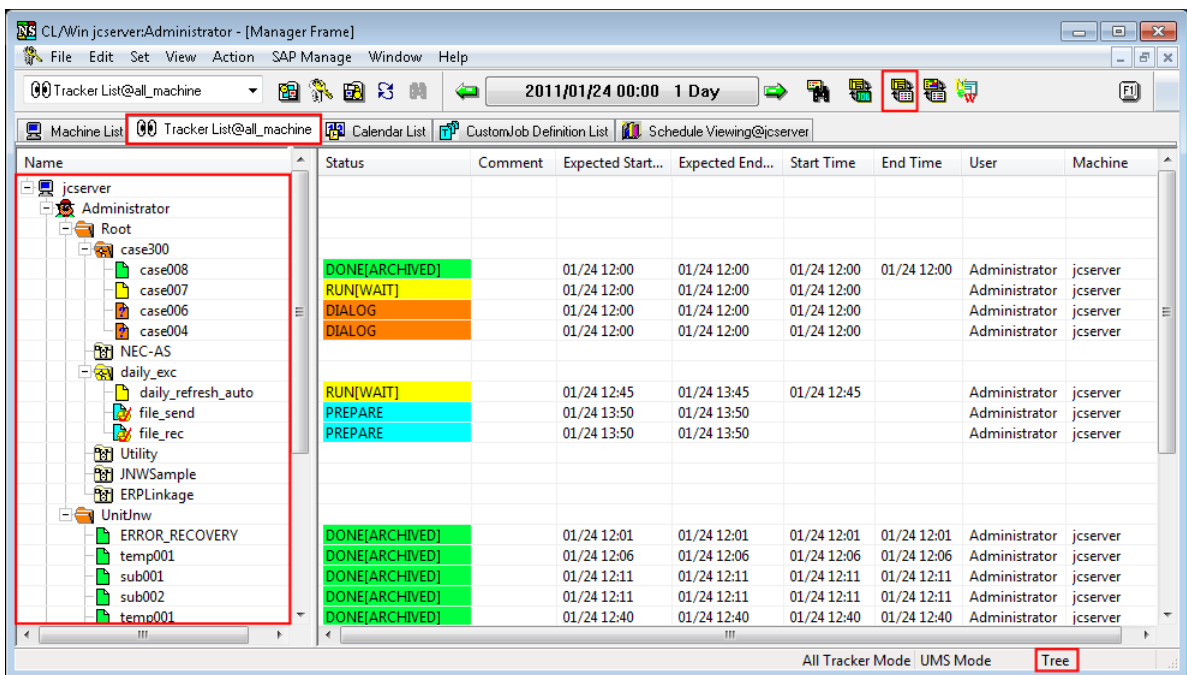 NS CL/Win jcserver:Administrator - [Manager Frame]
File Edit Set View Action SAP Manage Window Help
Tracker List@all_machine 2011/01/24 00:00 1 Day F1
Machine List Tracker List@all_machine Calendar List CustomJob Definition List Schedule Viewing@jcserver
Name Status Comment Expected Start... Expected End... Start Time End Time User Machine
jcserver
Administrator
Root
case300
case008 DONE[ARCHIVED] 01/24 12:00 01/24 12:00 01/24 12:00 01/24 12:00 Administrator jcserver
case007 RUN[WAIT] 01/24 12:00 01/24 12:00 01/24 12:00 Administrator jcserver
case006 DIALOG 01/24 12:00 01/24 12:00 01/24 12:00 Administrator jcserver
case004 DIALOG 01/24 12:00 01/24 12:00 01/24 12:00 Administrator jcserver
NEC-AS
daily_exc
daily_refresh_auto RUN[WAIT] 01/24 12:45 01/24 13:45 01/24 12:45 Administrator jcserver
file_send PREPARE 01/24 13:50 01/24 13:50 Administrator jcserver
file_rec PREPARE 01/24 13:50 01/24 13:50 Administrator jcserver
Utility
JNWSample
ERPLinkage
UnitJnw
ERROR_RECOVERY DONE[ARCHIVED] 01/24 12:01 01/24 12:01 01/24 12:01 01/24 12:01 Administrator jcserver
temp001 DONE[ARCHIVED] 01/24 12:06 01/24 12:06 01/24 12:06 01/24 12:06 Administrator jcserver
sub001 DONE[ARCHIVED] 01/24 12:11 01/24 12:11 01/24 12:11 01/24 12:11 Administrator jcserver
sub002 DONE[ARCHIVED] 01/24 12:11 01/24 12:11 01/24 12:11 01/24 12:11 Administrator jcserver
temp001 DONE[ARCHIVED] 01/24 12:40 01/24 12:40 01/24 12:40 01/24 12:40 Administrator jcserver
All Tracker Mode UMS Mode Tree